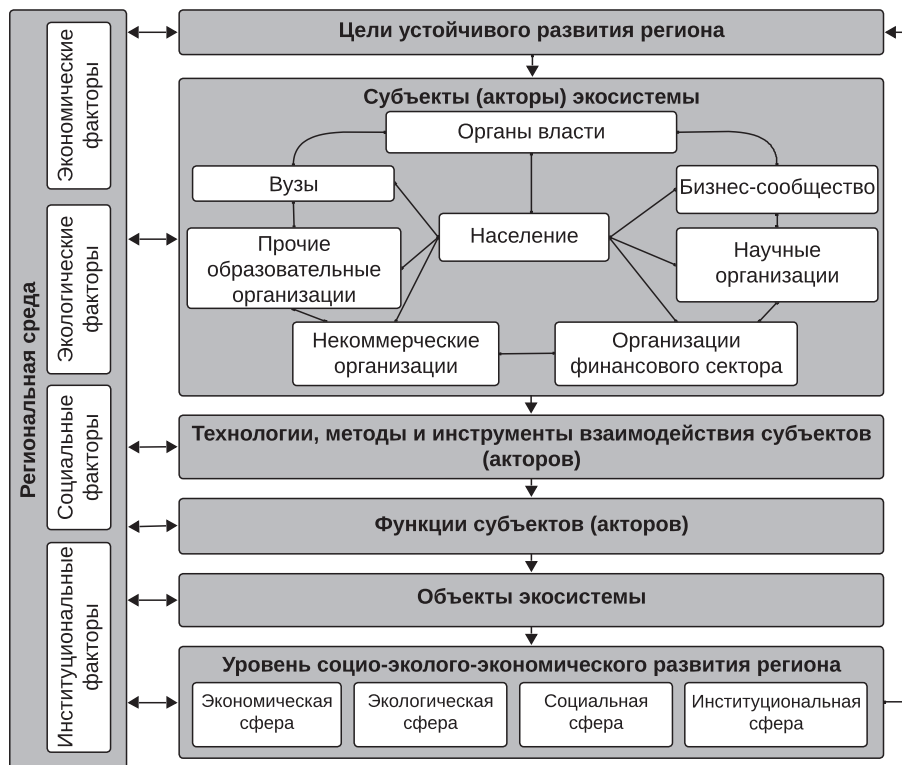 Региональная среда
Экономические
факторы
Экологические
факторы
Социальные
факторы
Институциональные
факторы
Цели устойчивого развития региона
Субъекты (акторы) экосистемы
Органы власти
Вузы
Бизнес-сообщество
Население
Прочие
образовательные
организации
Научные
организации
Некоммерческие
организации
Организации
финансового сектора
Технологии, методы и инструменты взаимодействия субъектов
(акторов)
Функции субъектов (акторов)
Объекты экосистемы
Уровень социо-эколого-экономического развития региона
Экономическая
сфера
Экологическая
сфера
Социальная
сфера
Институциональная
сфера